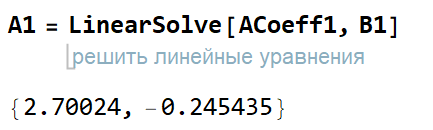 A1 = LinearSolve[ACoeff1, B1]
решить линейные уравнения
{2.70024, -0.245435}